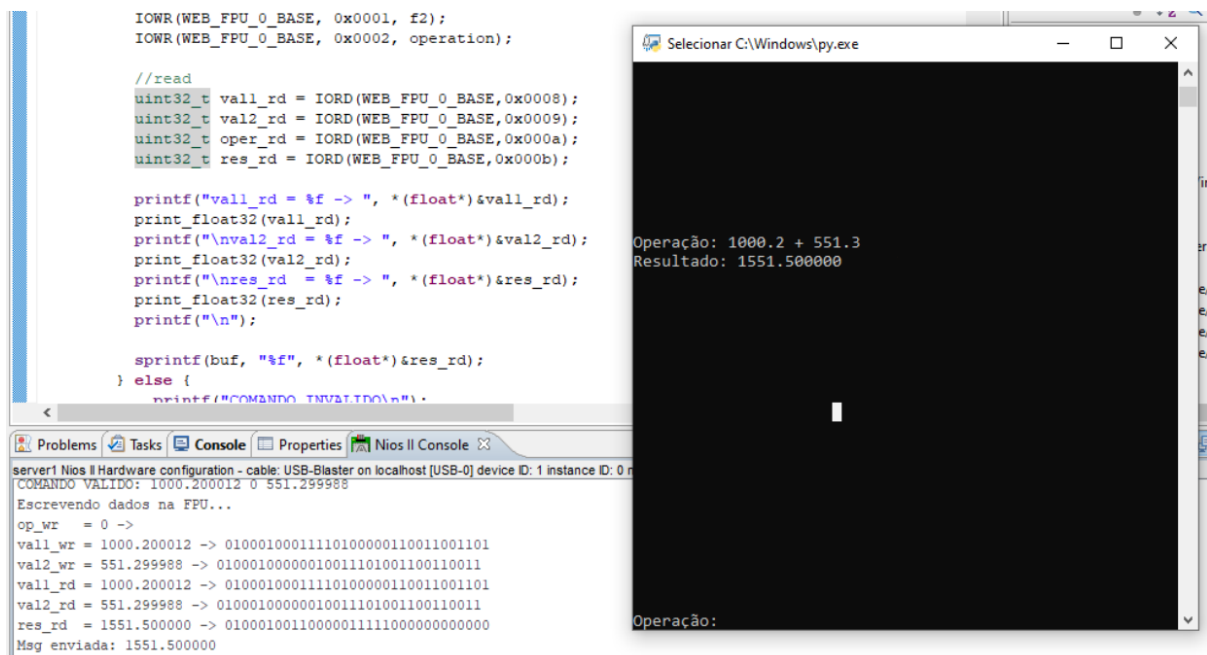 IOWR(WEB_FPU_0_BASE, 0x0001, f2);
IOWR(WEB_FPU_0_BASE, 0x0002, operation);
//read
uint32_t val1_rd = IORD(WEB_FPU_0_BASE,0x0008);
uint32_t val2_rd = IORD(WEB_FPU_0_BASE,0x0009);
uint32_t oper_rd = IORD(WEB_FPU_0_BASE,0x000a);
uint32_t res_rd = IORD(WEB_FPU_0_BASE,0x000b);
printf("val1_rd = %f -> ", *(float*)&val1_rd);
print_float32(val1_rd);
printf("\nval2_rd = %f -> ", *(float*)&val2_rd);
print_float32(val2_rd);
printf("\nres_rd  = %f -> ", *(float*)&res_rd);
print_float32(res_rd);
printf("\n");
sprintf(buf, "%f", *(float*)&res_rd);
} else {
printf("COMANDO INVALIDO\n");
Selecionar C:\Windows\py.exe
Operação: 1000.2 + 551.3
Resultado: 1551.500000
Operação:
Problems Tasks Console Properties Nios II Console
server1 Nios II Hardware configuration - cable: USB-Blaster on localhost [USB-0] device ID: 1 instance ID: 0
COMANDO VALIDO: 1000.200012 0 551.299988
Escrevendo dados na FPU...
op_wr   = 0 ->
val1_wr = 1000.200012 -> 01000100011110100000110011001101
val2_wr = 551.299988 -> 01000100000010011101001100110011
val1_rd = 1000.200012 -> 01000100011110100000110011001101
val2_rd = 551.299988 -> 01000100000010011101001100110011
res_rd  = 1551.500000 -> 01000100110000011111000000000000
Msg enviada: 1551.500000